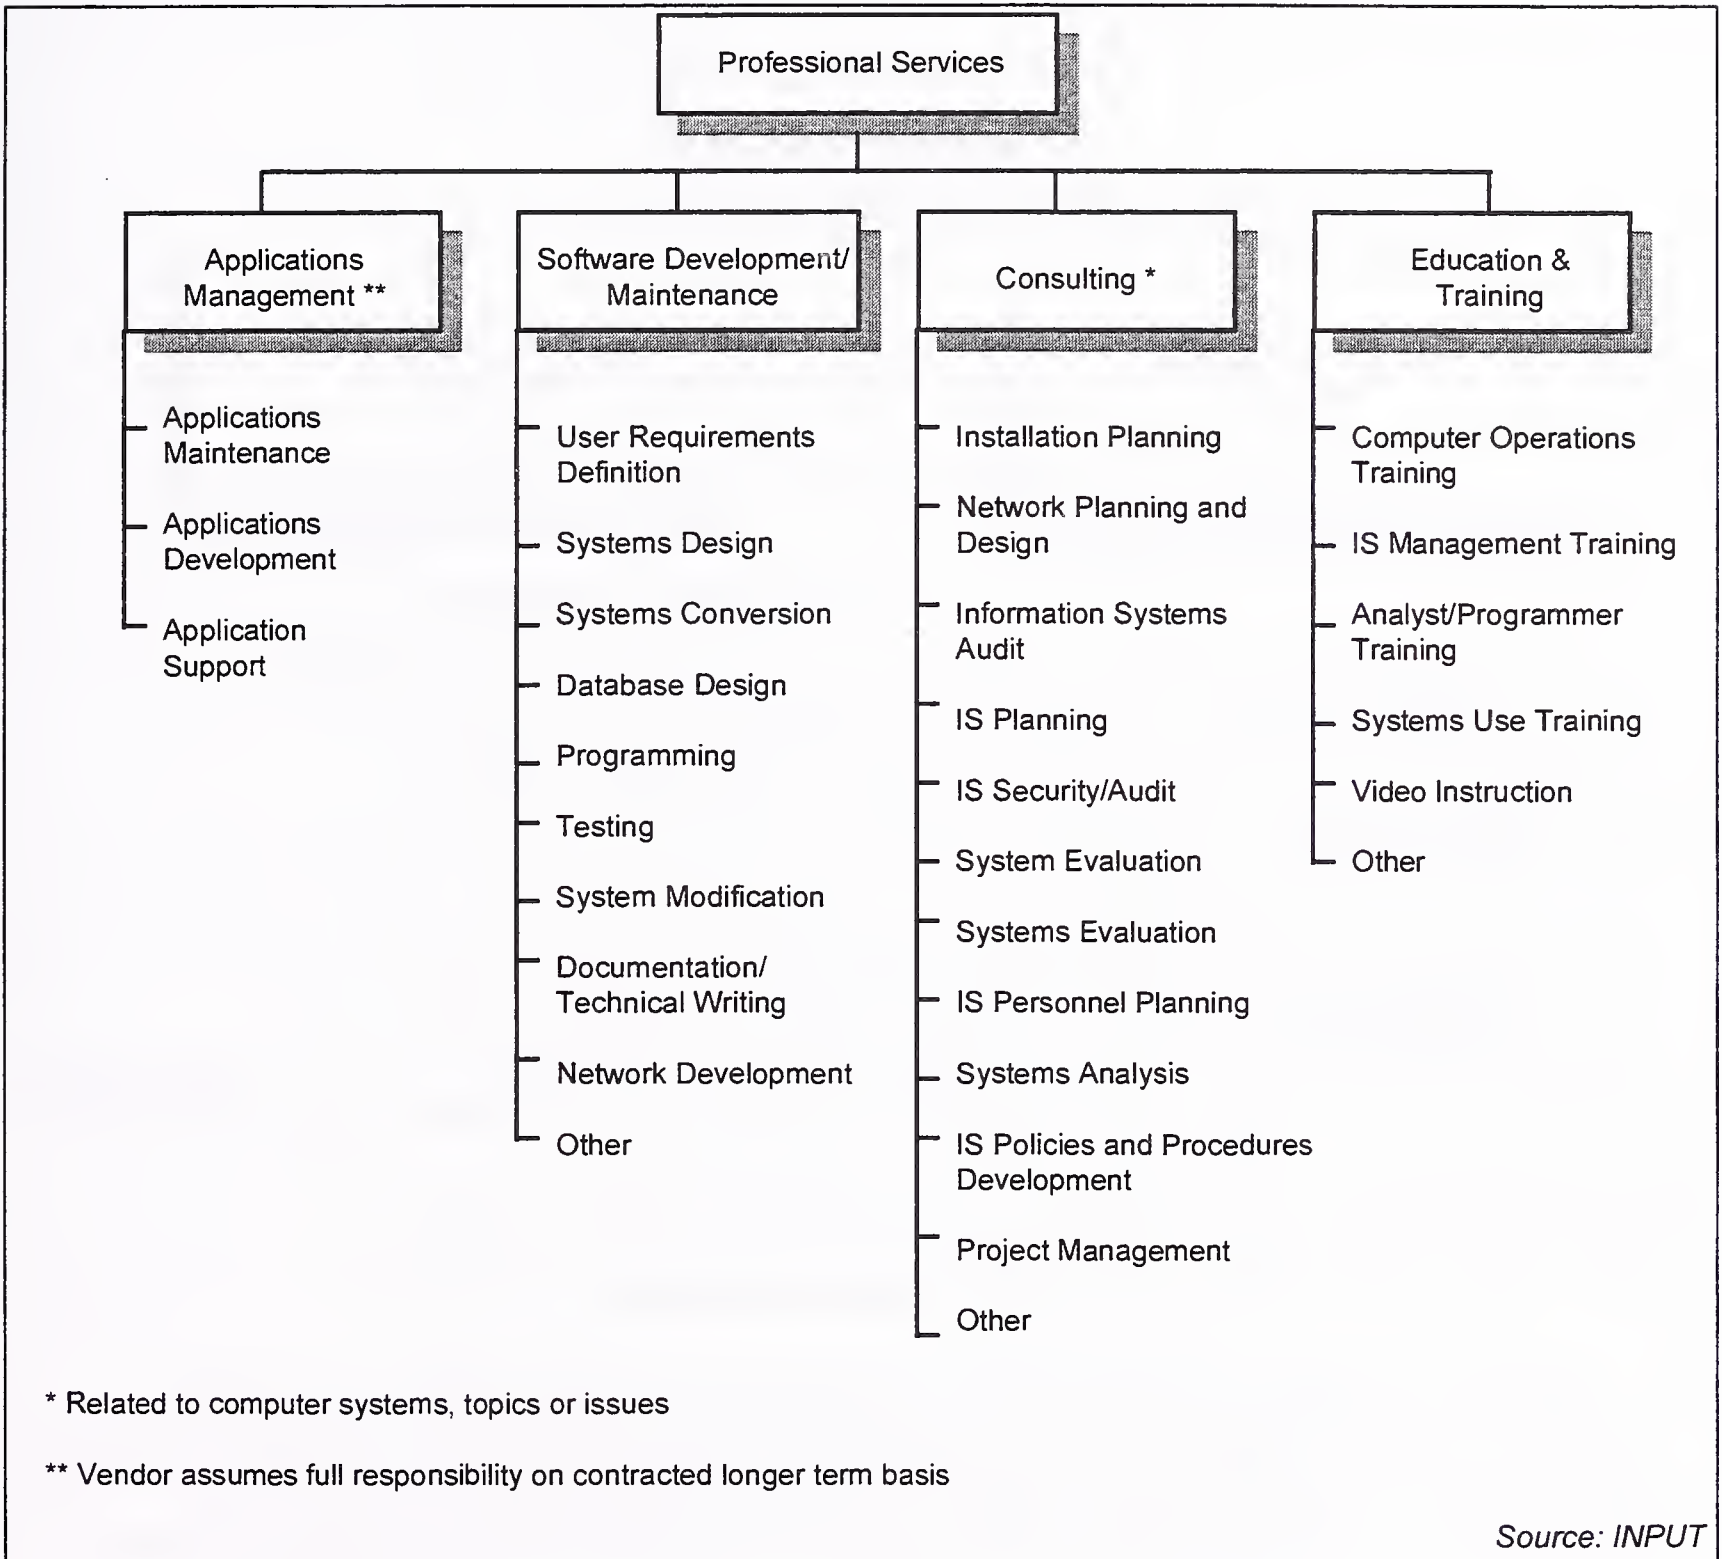 Professional Services
Applications
Management **
Software Development/
Maintenance
Consulting *
Education &
Training
Applications
Maintenance
Applications
Development
Application
Support
User Requirements
Definition
Systems Design
Systems Conversion
Database Design
Programming
Testing
System Modification
Documentation/
Technical Writing
Network Development
Other
Installation Planning
Network Planning and
Design
Information Systems
Audit
IS Planning
IS Security/Audit
System Evaluation
Systems Evaluation
IS Personnel Planning
Systems Analysis
IS Policies and Procedures
Development
Project Management
Other
Computer Operations
Training
IS Management Training
Analyst/Programmer
Training
Systems Use Training
Video Instruction
Other
* Related to computer systems, topics or issues
** Vendor assumes full responsibility on contracted longer term basis
Source: INPUT